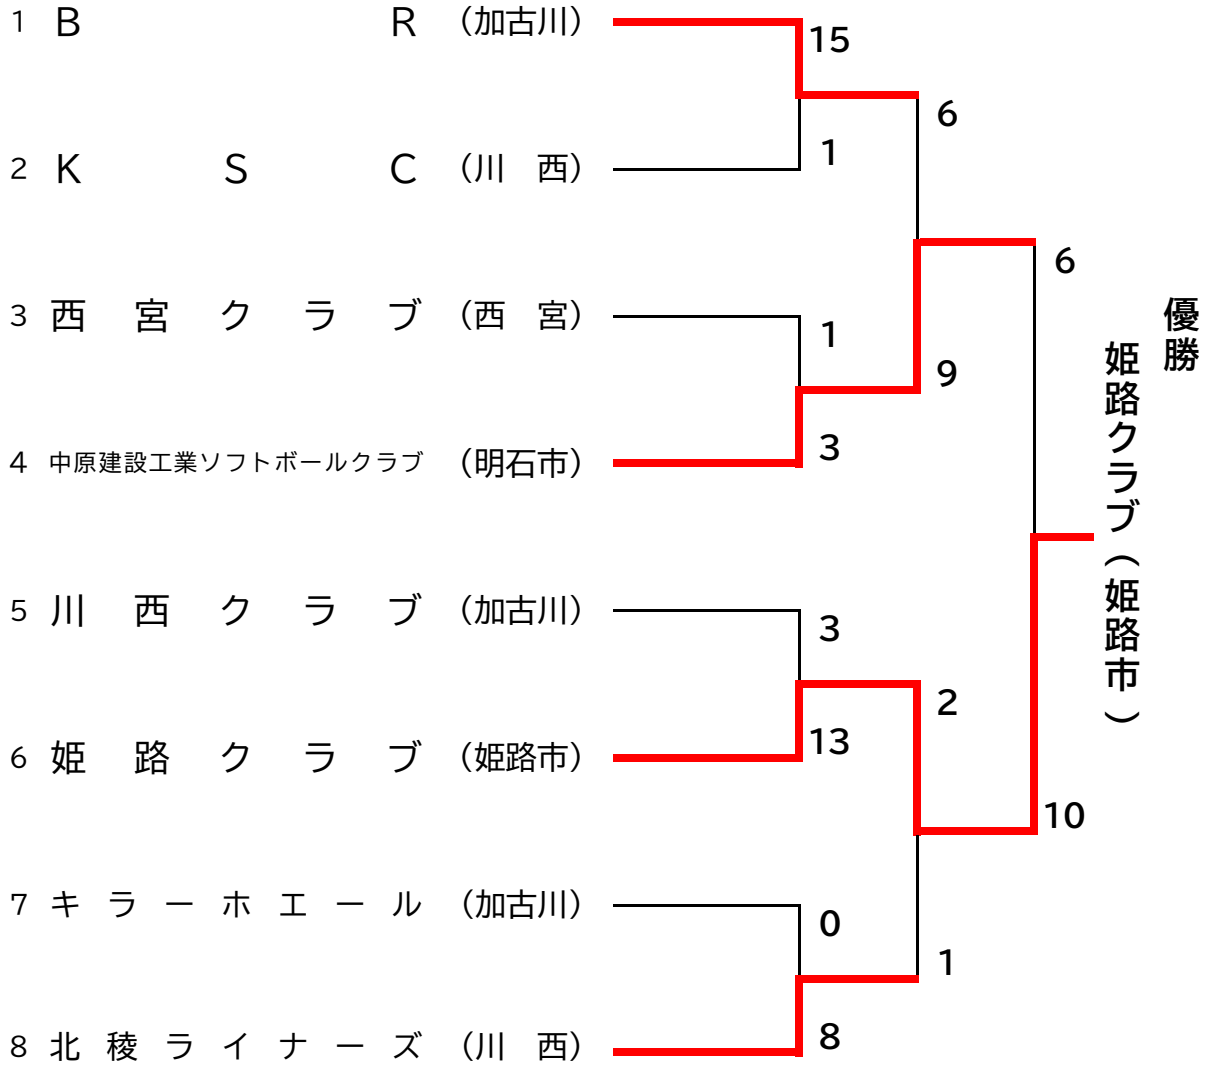 1 B R （加古川）
15
6
2 K S C （川 西）
1
6
3 西宮クラブ （西 宮）
1
9
4 中原建設工業ソフトボールクラブ （明石市）
3
優勝
姫路クラブ（姫路市）
5 川西クラブ （加古川）
3
2
6 姫路クラブ （姫路市）
13
10
7 キラーホエール （加古川）
0
1
8 北稜ライナーズ （川 西）
8